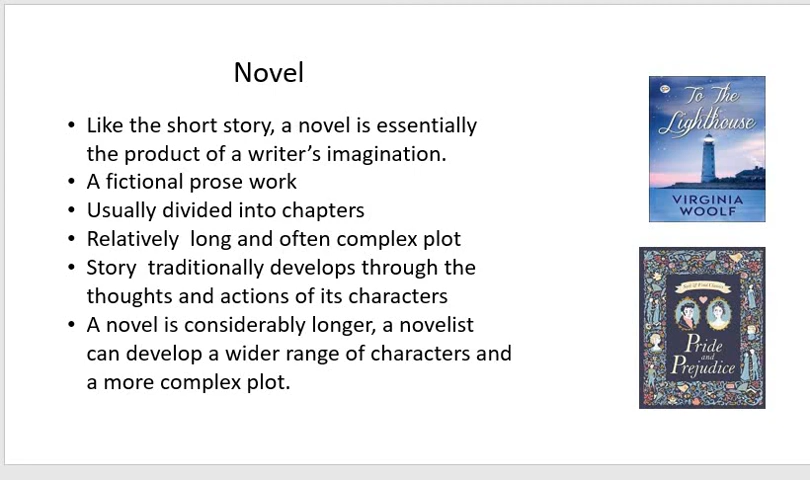 Novel
• Like the short story, a novel is essentially
the product of a writer’s imagination.
• A fictional prose work
• Usually divided into chapters
• Relatively  long and often complex plot
• Story  traditionally develops through the
thoughts and actions of its characters
• A novel is considerably longer, a novelist
can develop a wider range of characters and
a more complex plot.
To The
Lighthouse
VIRGINIA
WOOLF
Pride
and
Prejudice